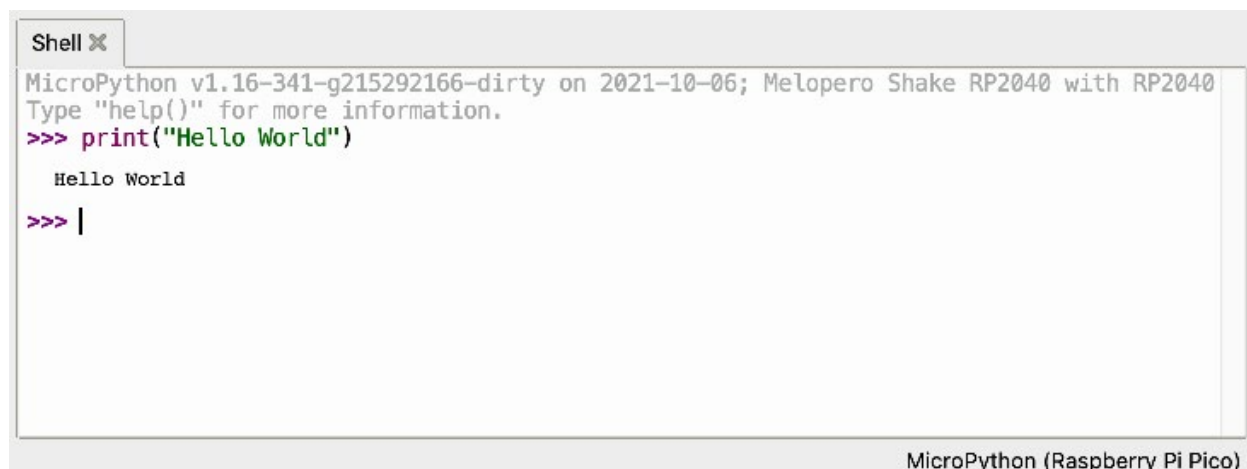 Shell
MicroPython v1.16-341-g215292166-dirty on 2021-10-06; Melopero Shake RP2040 with RP2040
Type "help()" for more information.
>>> print("Hello World")
Hello World
>>>
MicroPython (Raspberry Pi Pico)